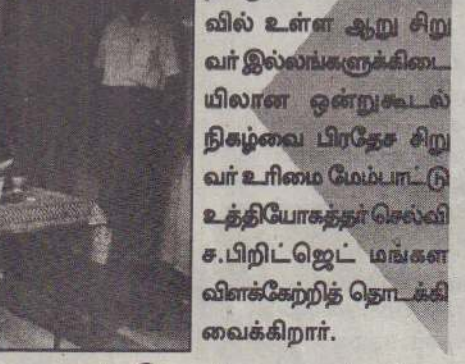 வில் உள்ள ஆறு சிறு
வர் இல்லங்களுக்கிடை
யிலான ஒன்றுகூடல்
நிகழ்வை பிரதேச சிறு
வர் உரிமை மேம்பாட்டு
உத்தியோகத்தர் செல்வி
ச.பிறிட்ஜெட் மங்கள
விளக்கேற்றித் தொடக்கி
வைக்கிறார்.